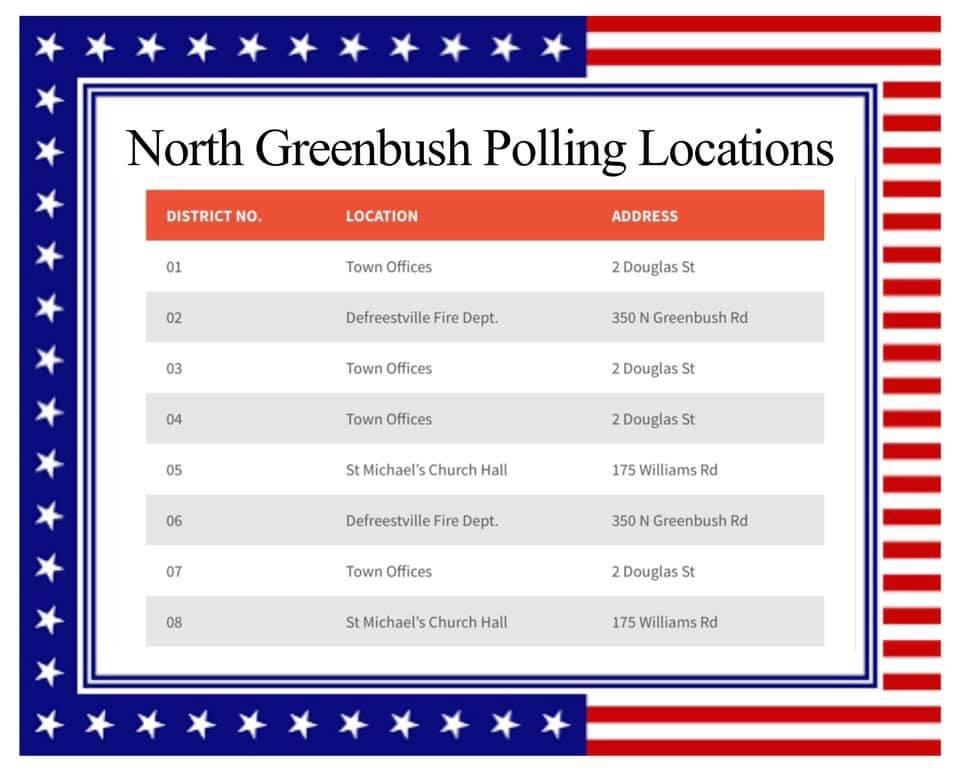 North Greenbush Polling Locations
DISTRICT NO. LOCATION ADDRESS
01 Town Offices 2 Douglas St
02 Defreestville Fire Dept. 350 N Greenbush Rd
03 Town Offices 2 Douglas St
04 Town Offices 2 Douglas St
05 St Michael’s Church Hall 175 Williams Rd
06 Defreestville Fire Dept. 350 N Greenbush Rd
07 Town Offices 2 Douglas St
08 St Michael’s Church Hall 175 Williams Rd